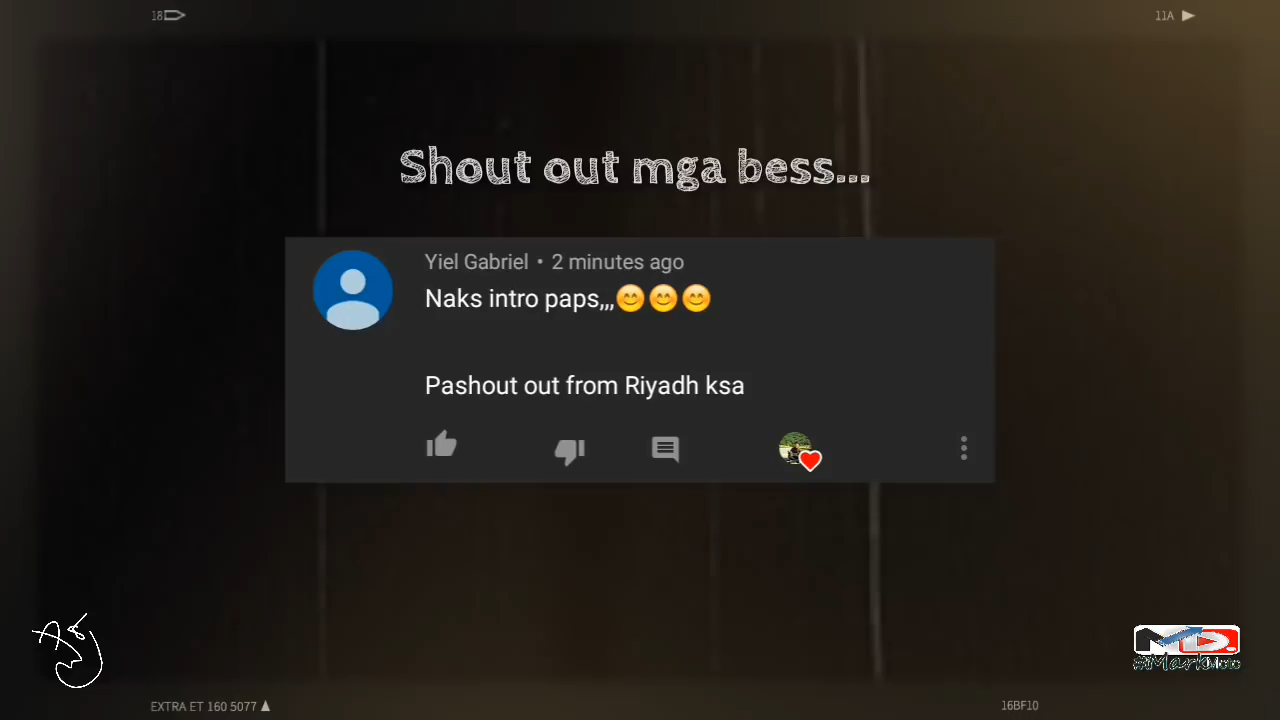 18
11A
Shout out mga bess...
Yiel Gabriel • 2 minutes ago
Naks intro paps,,,😊😊😊
Pashout out from Riyadh ksa
MD.
EXTRA ET 160 5077
16BF10